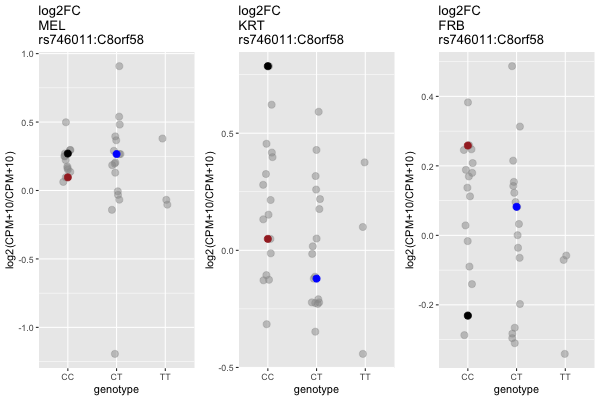 log2FC
MEL
rs746011:C8orf58
log2(CPM+10/CPM+10)
1.0
0.5
0.0
-0.5
-1.0
CC
CT
TT
genotype
log2FC
KRT
rs746011:C8orf58
log2(CPM+10/CPM+10)
0.5
0.0
-0.5
CC
CT
TT
genotype
log2FC
FRB
rs746011:C8orf58
log2(CPM+10/CPM+10)
0.4
0.2
0.0
-0.2
CC
CT
TT
genotype